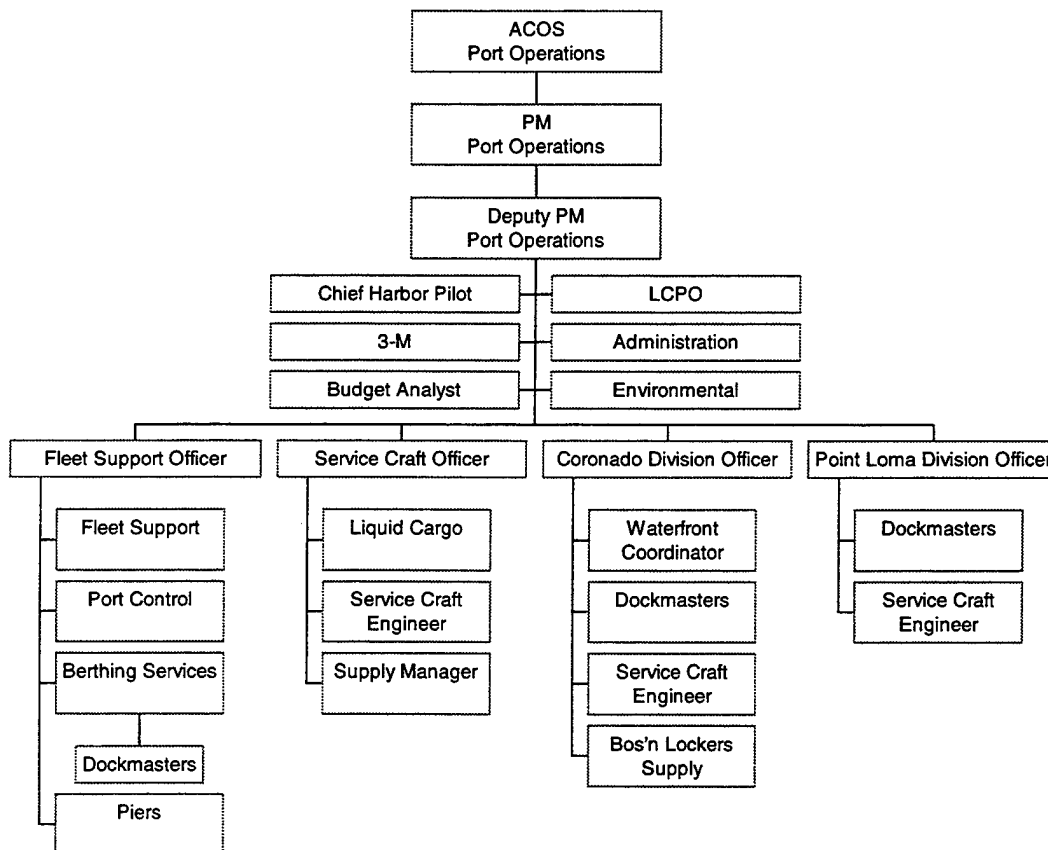 ACOS
Port Operations
PM
Port Operations
Deputy PM
Port Operations
Chief Harbor Pilot
LCPO
3-M
Administration
Budget Analyst
Environmental
Fleet Support Officer
Service Craft Officer
Coronado Division Officer
Point Loma Division Officer
Fleet Support
Port Control
Berthing Services
Dockmasters
Piers
Liquid Cargo
Service Craft
Engineer
Supply Manager
Waterfront
Coordinator
Dockmasters
Service Craft
Engineer
Bos'n Lockers
Supply
Dockmasters
Service Craft
Engineer